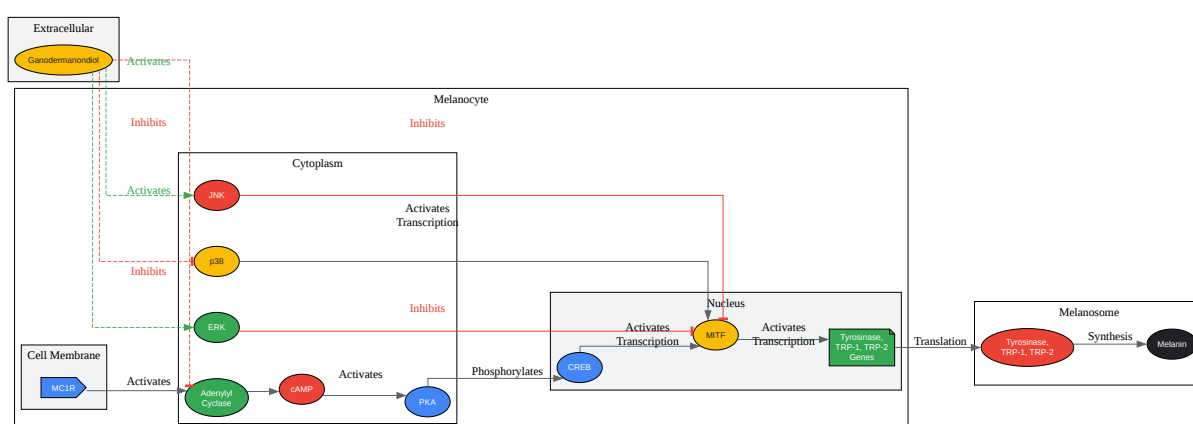 Extracellular
Ganodermanondiol
Activates
Melanocyte
Inhibits
Inhibits
Cytoplasm
Activates
JNK
Activates
Transcription
p38
Inhibits
Nucleus
Inhibits
ERK
Activates
Transcription
MITF
Activates
Transcription
Tyrosinase,
TRP-1, TRP-2
Genes
Translation
Melanosome
Tyrosinase,
TRP-1, TRP-2
Synthesis
Melanin
Cell Membrane
MC1R
Activates
Adenylyl
Cyclase
cAMP
Activates
PKA
Phosphorylates
CREB